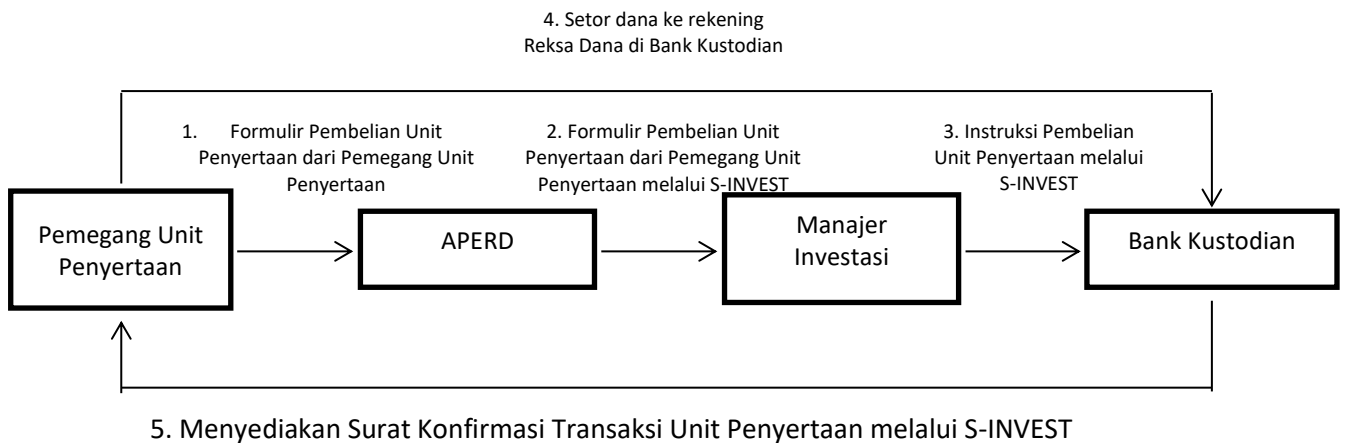 4. Setor dana ke rekening
Reksa Dana di Bank Kustodian
1. Formulir Pembelian Unit
Penyertaan dari Pemegang Unit
Penyertaan
2. Formulir Pembelian Unit
Penyertaan dari Pemegang Unit
Penyertaan melalui S-INVEST
3. Instruksi Pembelian
Unit Penyertaan melalui
S-INVEST
Pemegang Unit
Penyertaan
APERD
Manajer
Investasi
Bank Kustodian
5. Menyediakan Surat Konfirmasi Transaksi Unit Penyertaan melalui S-INVEST